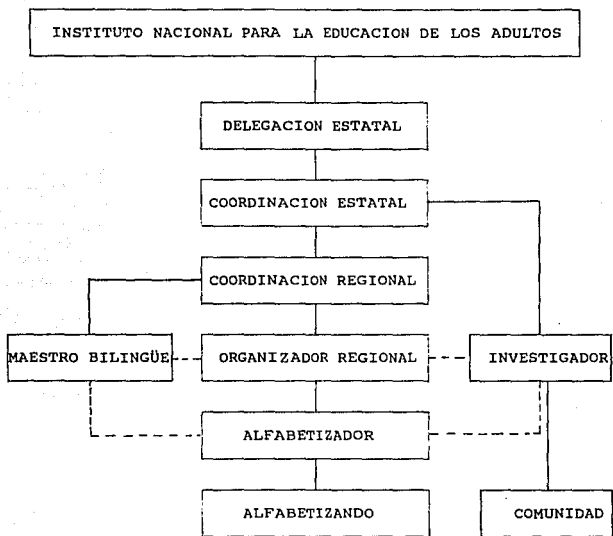 INSTITUTO NACIONAL PARA LA EDUCACION DE LOS ADULTOS
DELEGACION ESTATAL
COORDINACION ESTATAL
COORDINACION REGIONAL
MAESTRO BILINGÜE
ORGANIZADOR REGIONAL
INVESTIGADOR
ALFABETIZADOR
ALFABETIZANDO
COMUNIDAD